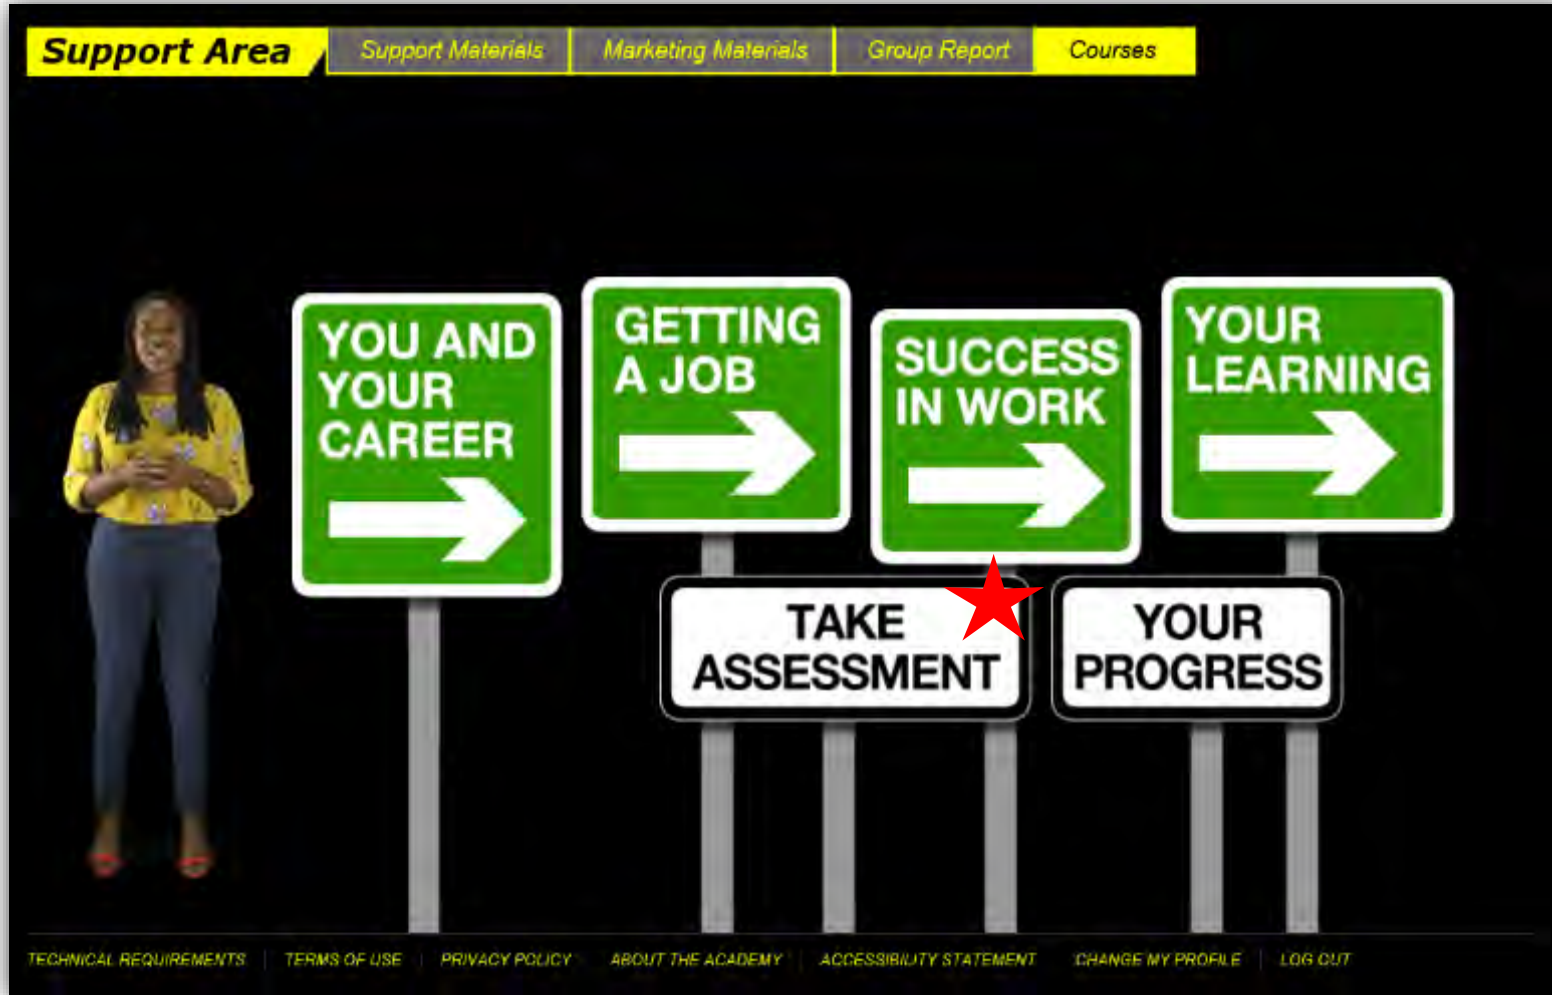 Support Area
Support Materials
Marketing Materials
Group Report
Courses
YOU AND
YOUR
CAREER
GETTING
A JOB
SUCCESS
IN WORK
YOUR
LEARNING
TAKE
ASSESSMENT
YOUR
PROGRESS
TECHNICAL REQUIREMENTS
TERMS OF USE
PRIVACY POLICY
ABOUT THE ACADEMY
ACCESSIBILITY STATEMENT
CHANGE MY PROFILE
LOG OUT